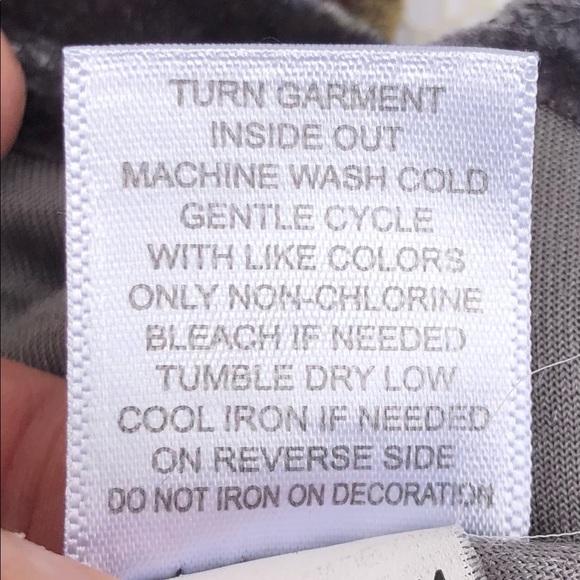 TURN GARMENT
INSIDE OUT
MACHINE WASH COLD
GENTLE CYCLE
WITH LIKE COLORS
ONLY NON-CHLORINE
BLEACH IF NEEDED
TUMBLE DRY LOW
COOL IRON IF NEEDED
ON REVERSE SIDE
DO NOT IRON ON DECORATION